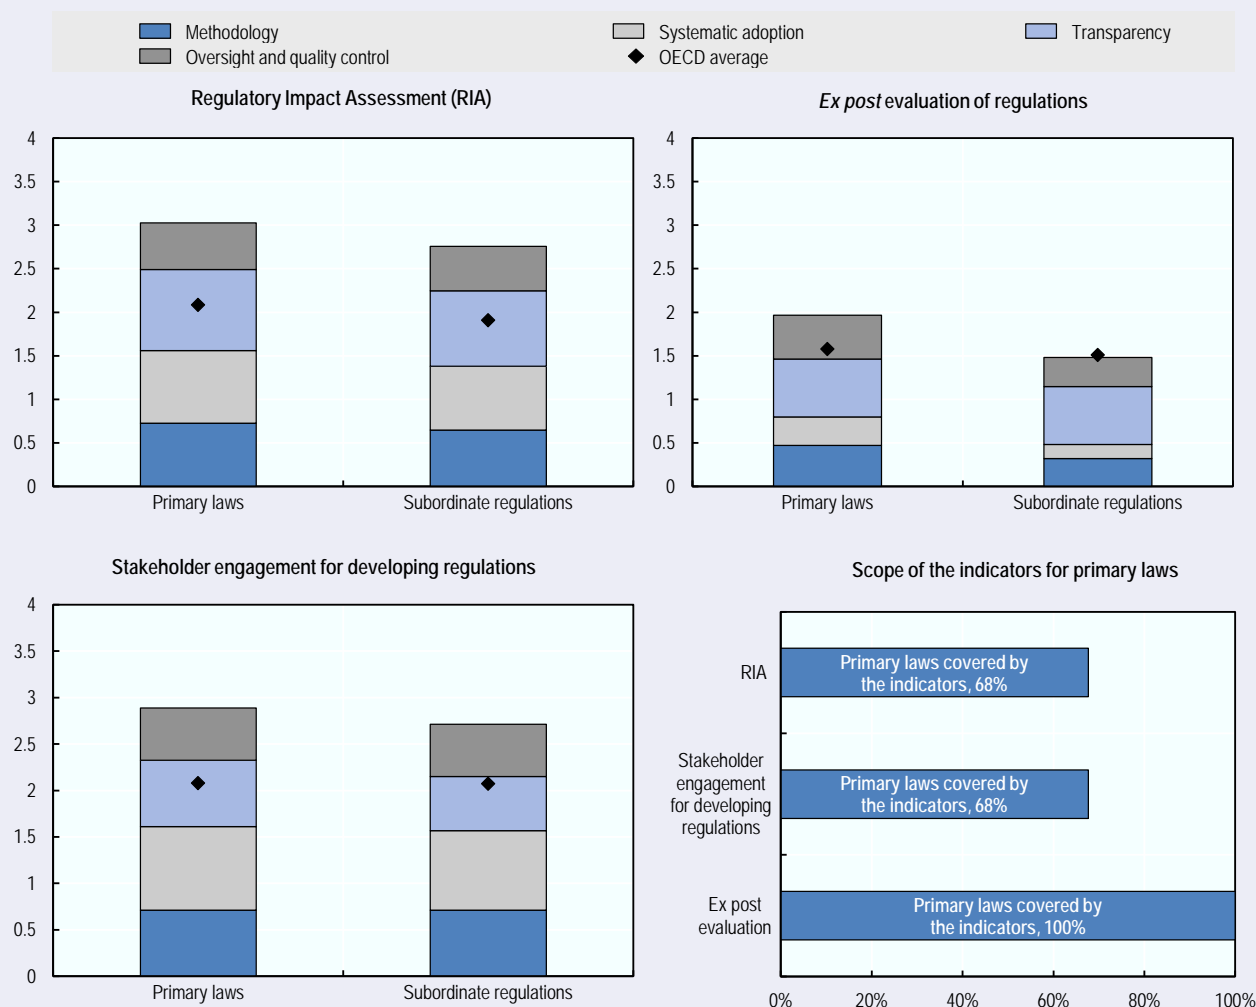 Methodology
Systematic adoption
Transparency
Oversight and quality control
OECD average
Regulatory Impact Assessment (RIA)
4
3.5
3
2.5
2
1.5
1
0.5
0
Primary laws
Subordinate regulations
Ex post evaluation of regulations
4
3.5
3
2.5
2
1.5
1
0.5
0
Primary laws
Subordinate regulations
Stakeholder engagement for developing regulations
4
3.5
3
2.5
2
1.5
1
0.5
0
Primary laws
Subordinate regulations
Scope of the indicators for primary laws
RIA
Primary laws covered by
the indicators, 68%
Stakeholder
engagement
for developing
regulations
Primary laws covered by
the indicators, 68%
Ex post
evaluation
Primary laws covered by
the indicators, 100%
0%
20%
40%
60%
80%
100%